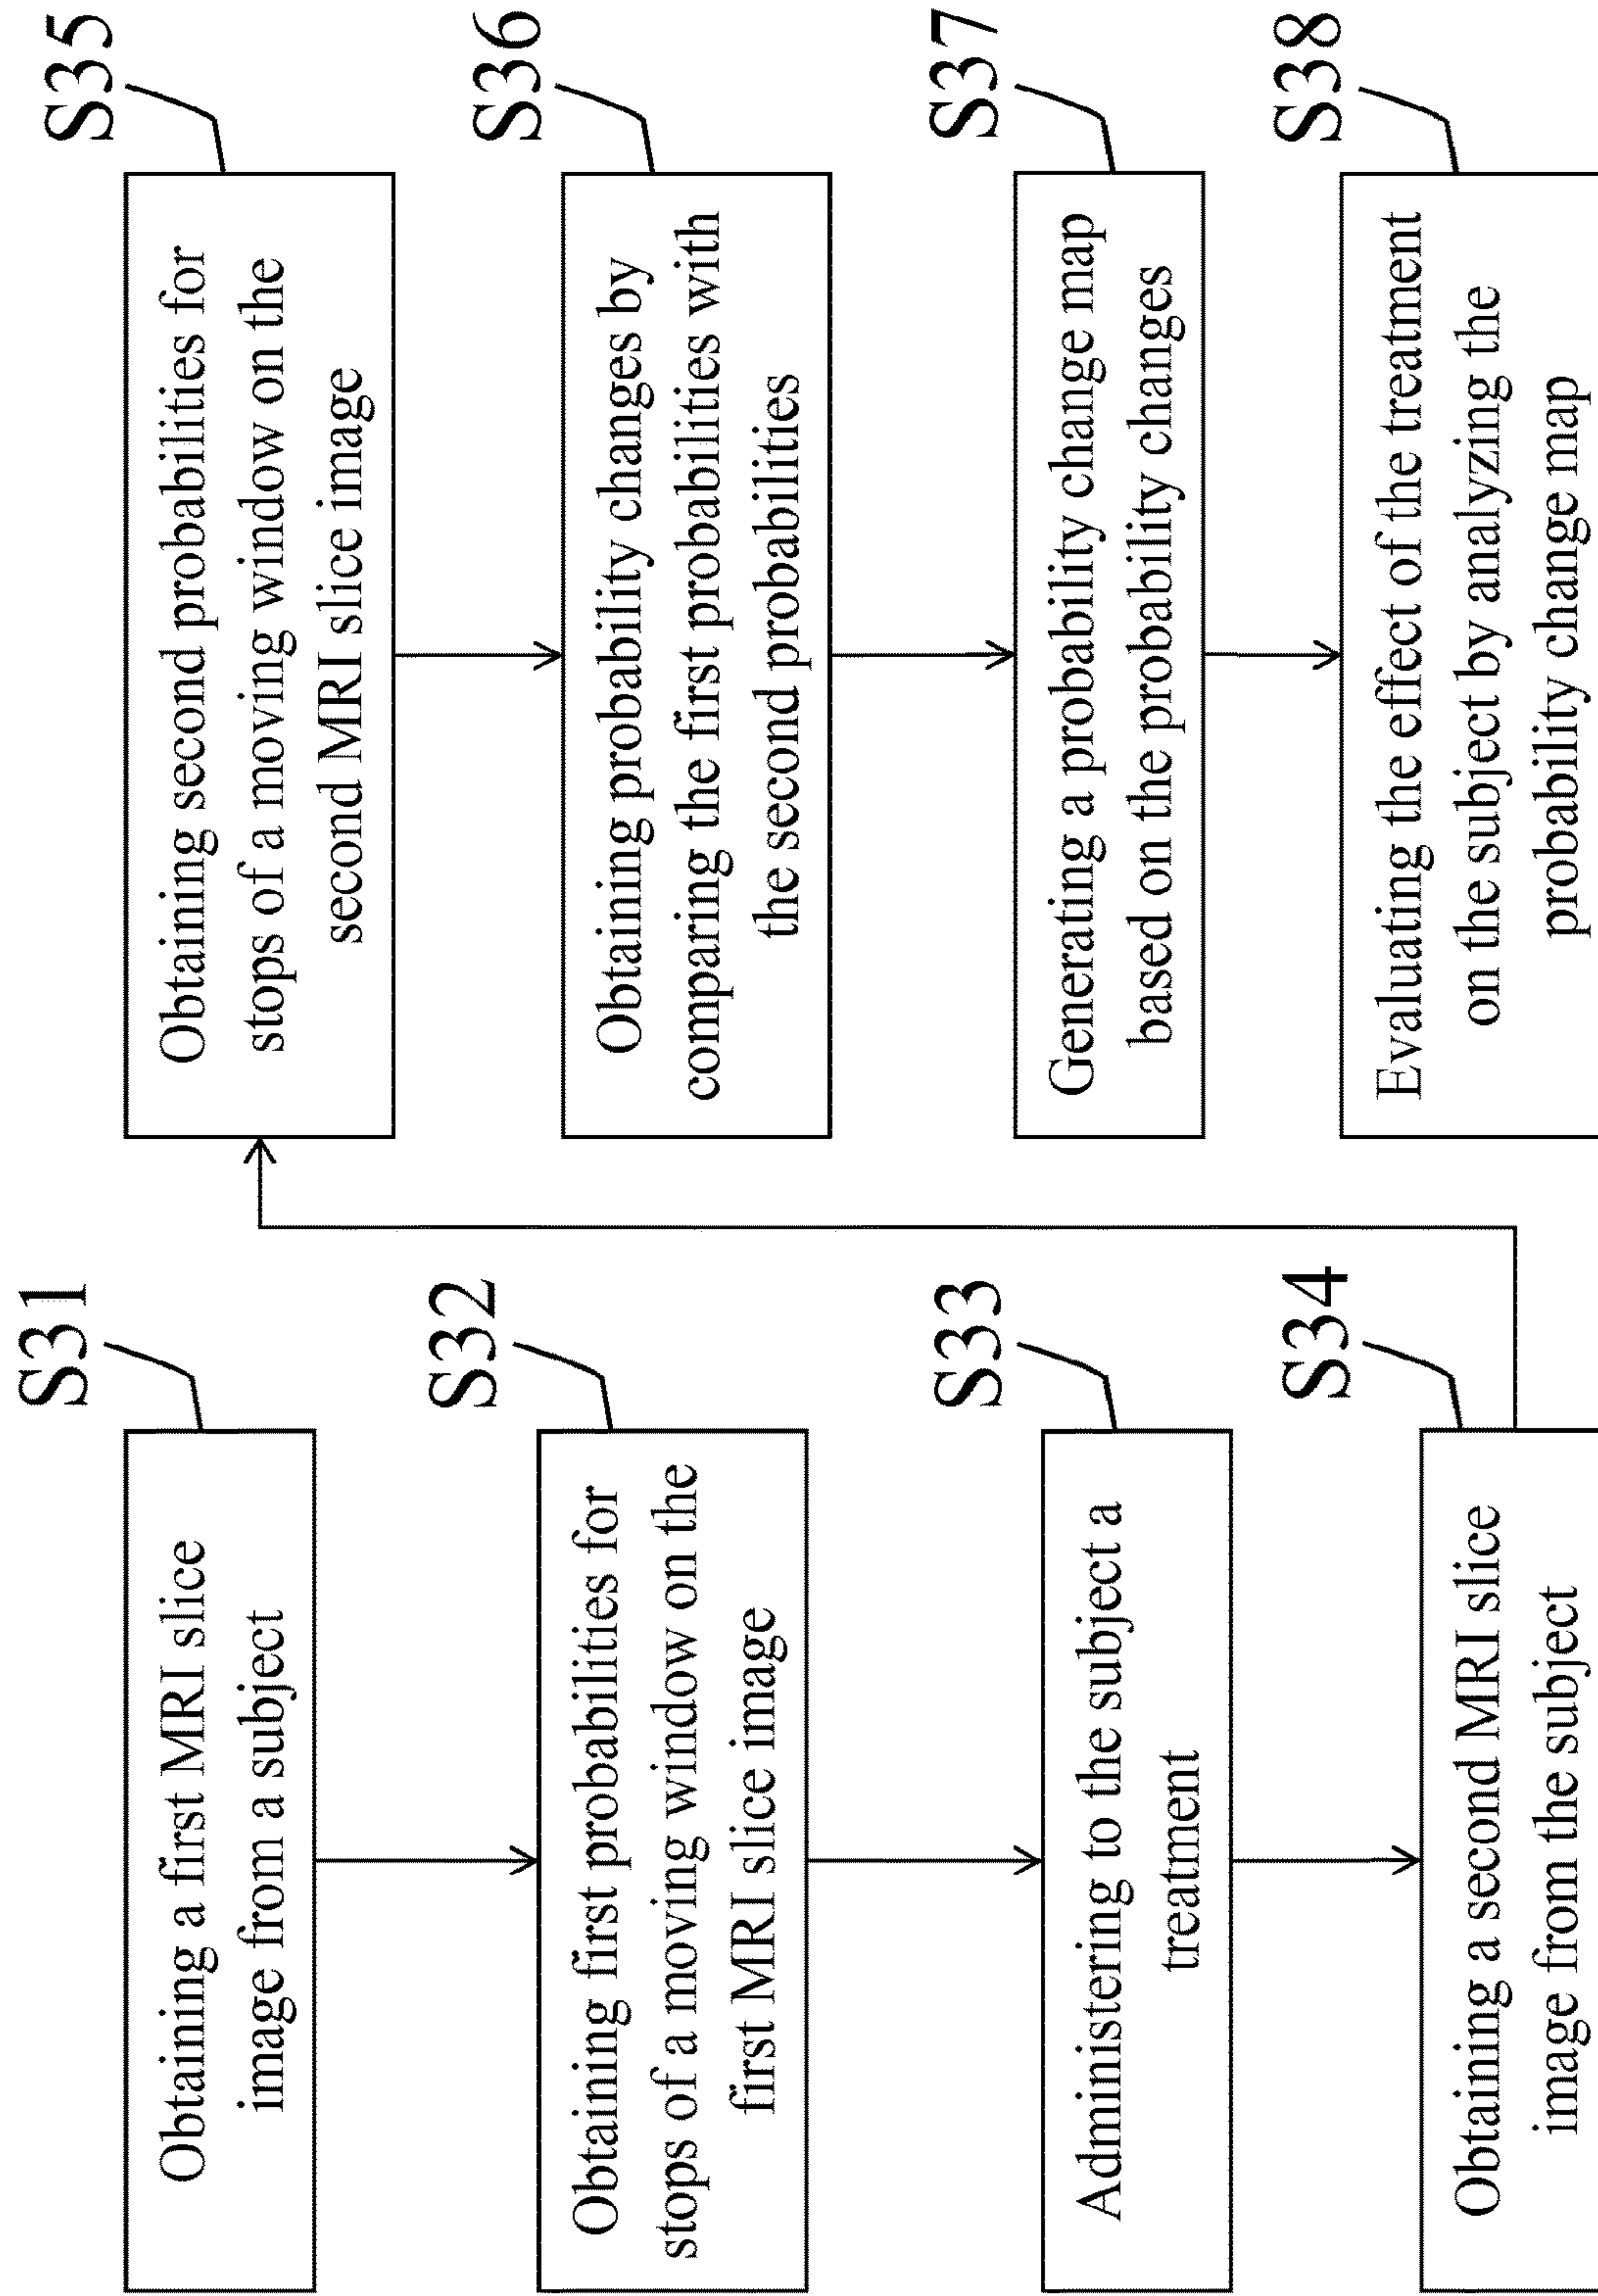 S31
Obtaining a first MRI slice
image from a subject
S32
Obtaining first probabilities for
stops of a moving window on the
first MRI slice image
S33
Administering to the subject a
treatment
S34
Obtaining a second MRI slice
image from the subject
S35
Obtaining second probabilities for
stops of a moving window on the
second MRI slice image
S36
Obtaining probability changes by
comparing the first probabilities with
the second probabilities
S37
Generating a probability change map
based on the probability changes
S38
Evaluating the effect of the treatment
on the subject by analyzing the
probability change map